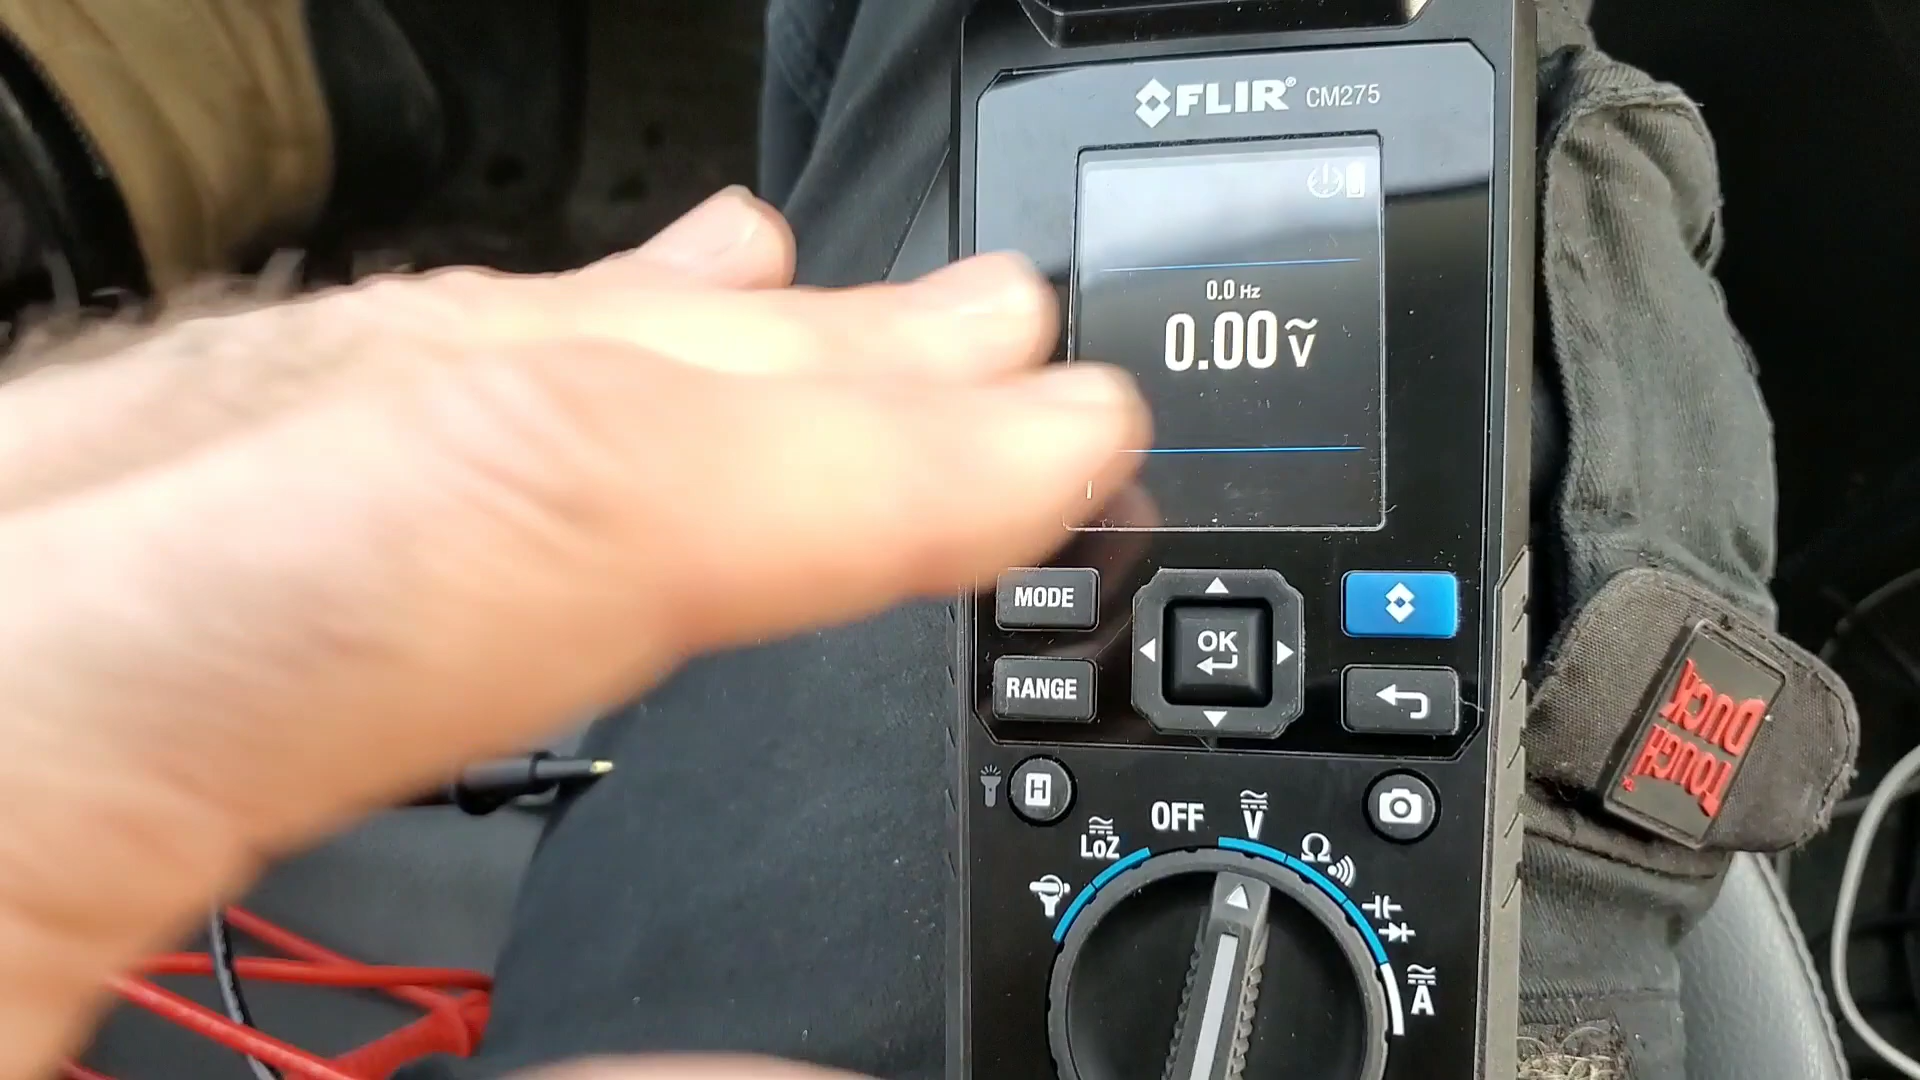 FLIR® CM275
0.0 Hz
0.00 V
MODE
OK
RANGE
H
OFF
V
LoZ
Ω
A
TOUGH
DUCK